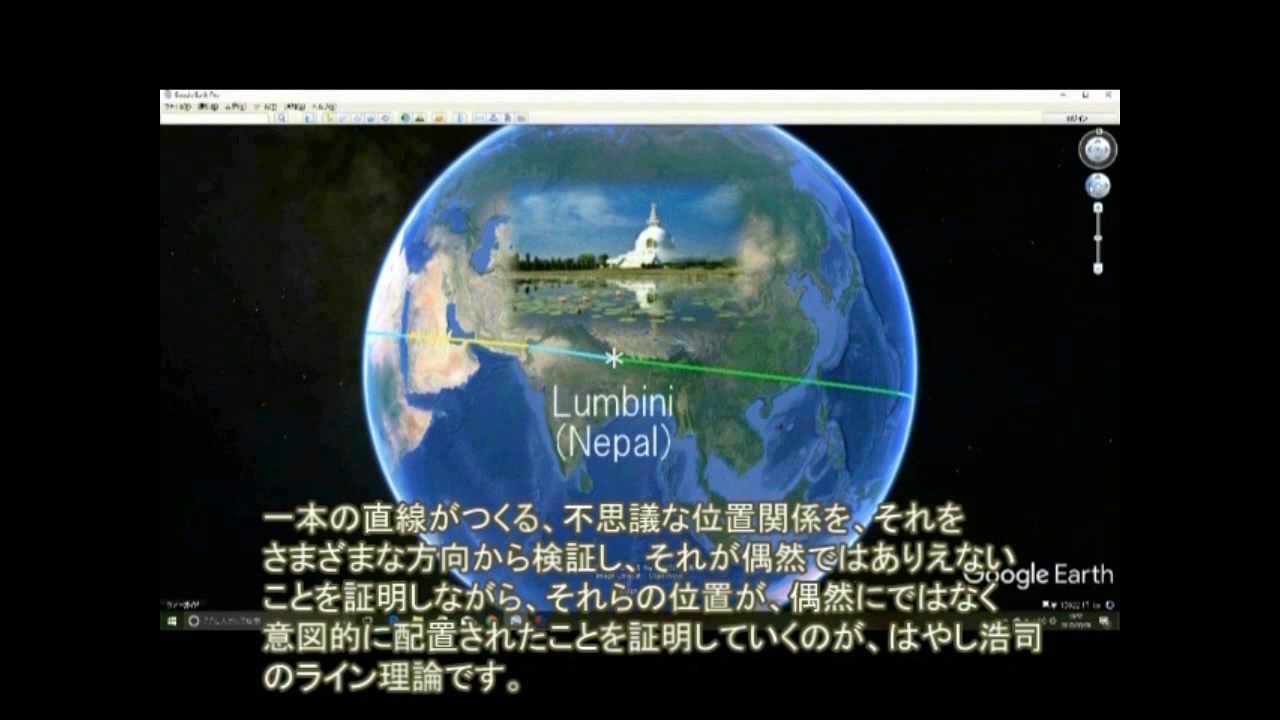 Google Earth Pro
Lumbini
(Nepal)
一本の直線がつくる、不思議な位置関係を、それを
さまざまな方向から検証し、それが偶然ではありえない
Google Earth
ことを証明しながら、それらの位置が、偶然にではなく
意図的に配置されたことを証明していくのが、はやし浩司
のライン理論です。